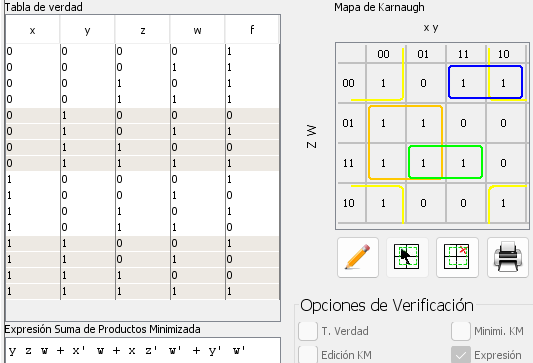 Tabla de verdad
x y z w f
0 0 0 0 1
0 0 0 1 1
0 0 1 0 1
0 0 1 1 1
0 1 0 0 0
0 1 0 1 1
0 1 1 0 0
0 1 1 1 1
1 0 0 0 1
1 0 0 1 0
1 0 1 0 1
1 0 1 1 0
1 1 0 0 1
1 1 0 1 0
1 1 1 0 0
1 1 1 1 1
Expresión Suma de Productos Minimizada
y z w + x' w + x z' w' + y' w'
Mapa de Karnaugh
x y
00 01 11 10
Z W
00 1 0 1 1
01 1 1 0 0
11 1 1 1 0
10 1 0 0 1
Opciones de Verificación
T. Verdad Minimi. KM
Edición KM Expresión